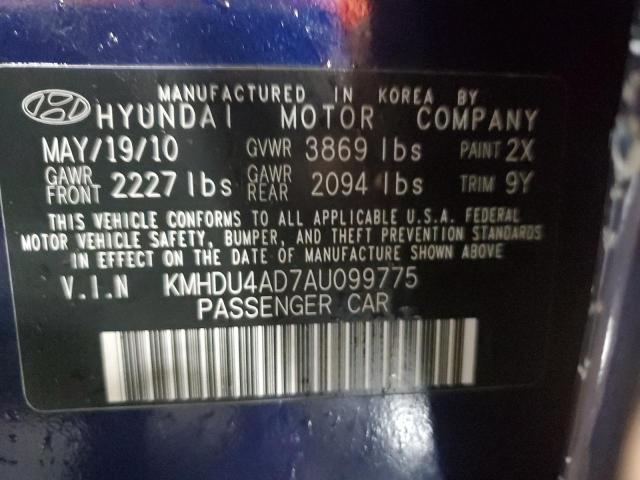 MANUFACTURED IN KOREA BY
HYUNDAI MOTOR COMPANY
MAY/19/10 GVWR 3869 lbs PAINT 2X
GAWR FRONT 2227 lbs GAWR REAR 2094 lbs TRIM 9Y
THIS VEHICLE CONFORMS TO ALL APPLICABLE U.S.A. FEDERAL
MOTOR VEHICLE SAFETY, BUMPER, AND THEFT PREVENTION STANDARDS
IN EFFECT ON THE DATE OF MANUFACTURE SHOWN ABOVE
V.I.N KMHDU4AD7AU099775
PASSENGER CAR